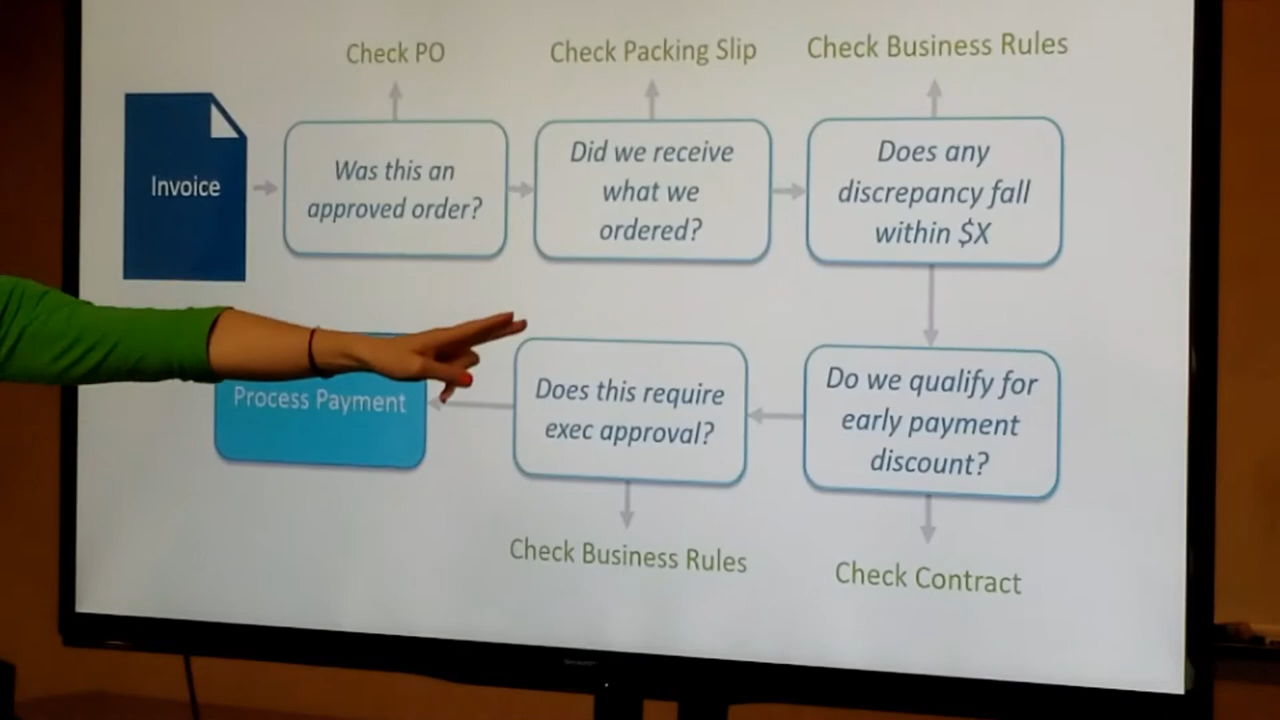 Check PO
Check Packing Slip
Check Business Rules
Invoice
Was this an
approved order?
Did we receive
what we
ordered?
Does any
discrepancy fall
within $X
Process Payment
Does this require
exec approval?
Do we qualify for
early payment
discount?
Check Business Rules
Check Contract